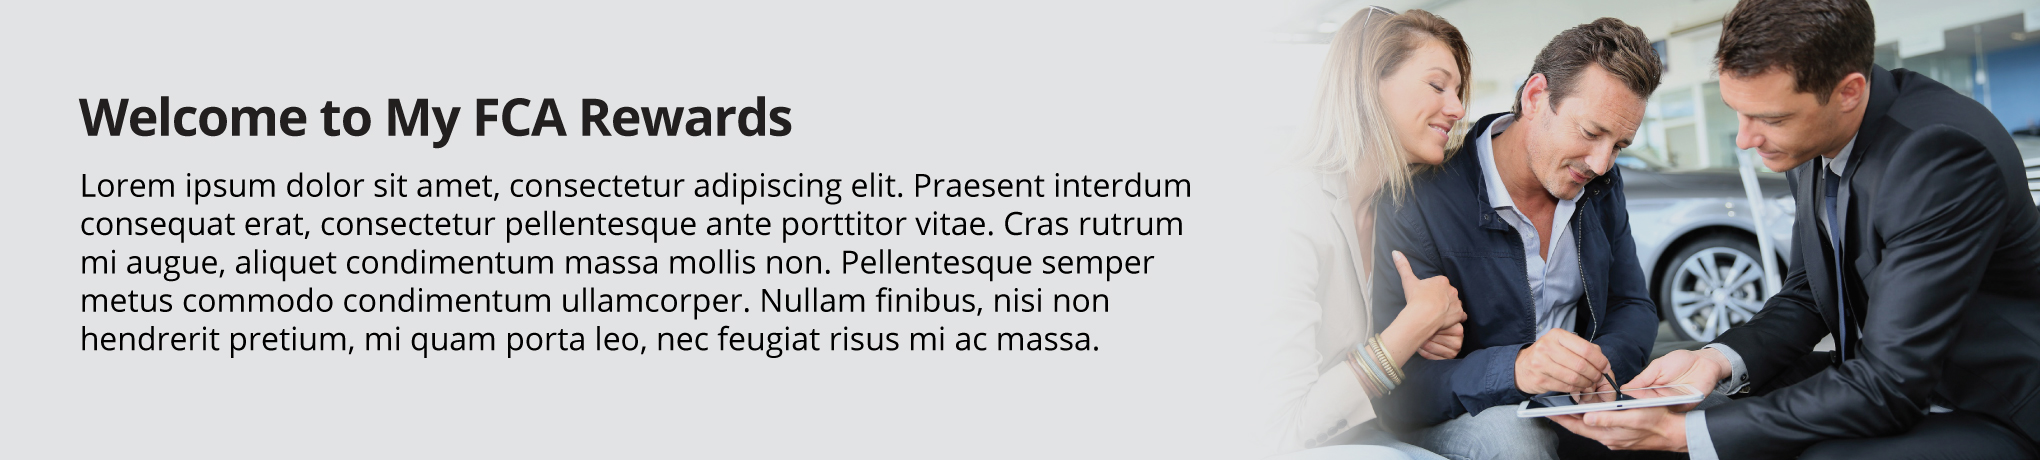 Welcome to My FCA Rewards
Lorem ipsum dolor sit amet, consectetur adipiscing elit. Praesent interdum
consequat erat, consectetur pellentesque ante porttitor vitae. Cras rutrum
mi augue, aliquet condimentum massa mollis non. Pellentesque semper
metus commodo condimentum ullamcorper. Nullam finibus, nisi non
hendrerit pretium, mi quam porta leo, nec feugiat risus mi ac massa.